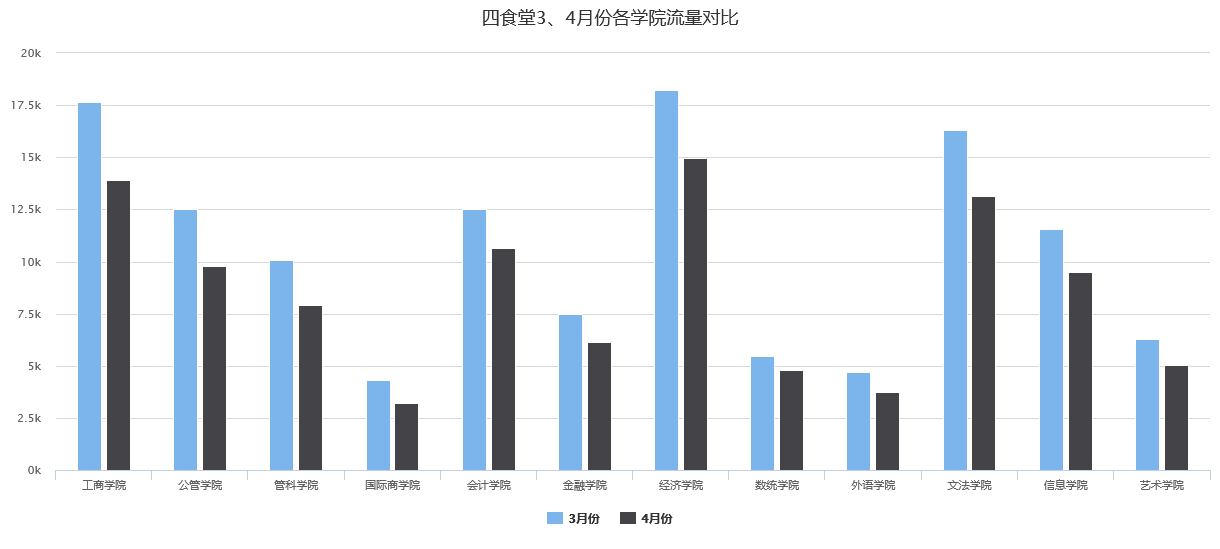 四食堂3、4月份各学院流量对比
20k
17.5k
15k
12.5k
10k
7.5k
5k
2.5k
0k
工商学院 公管学院 管科学院 国际商学院 会计学院 金融学院 经济学院 数统学院 外语学院 文法学院 信息学院 艺术学院
3月份 4月份